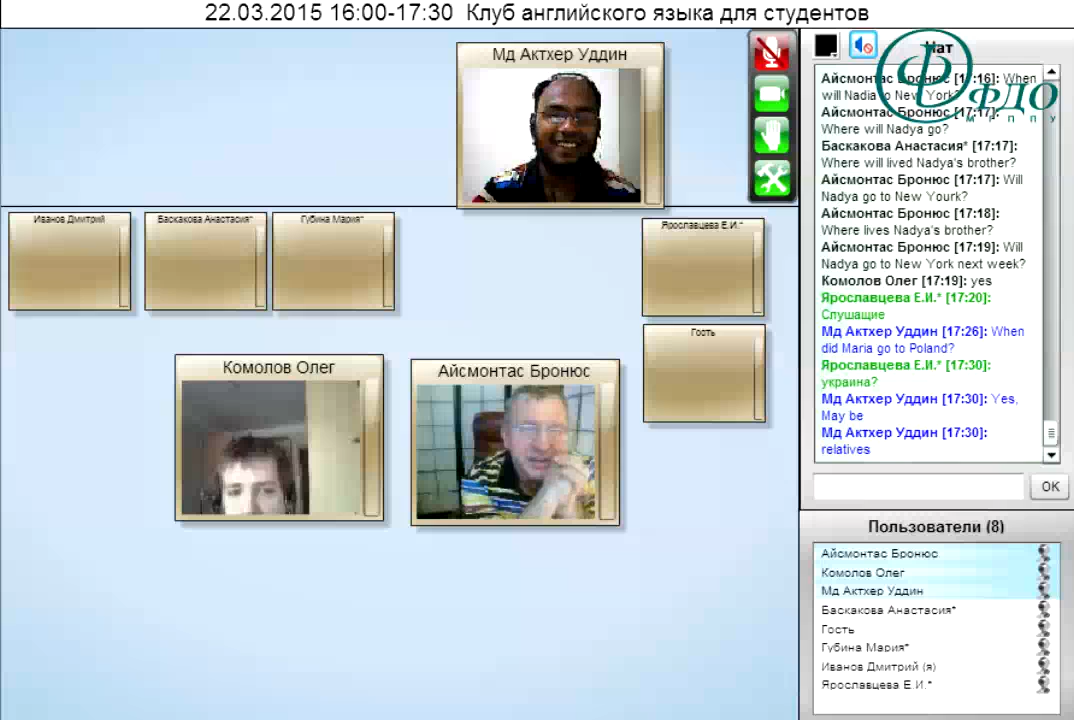 22.03.2015 16:00-17:30 Клуб английского языка для студентов
Мд Актхер Уддин
Иванов Дмитрий
Баскакова Анастасия*
Губина Мария*
Ярославцева Е.И.*
Гость
Комолов Олег
Айсмонтас Бронюс
Чат
ФДО
МГППУ
Айсмонтас Бронюс [17:16]: When
will Nadia to New York?
Айсмонтас Бронюс [17:17]:
Where will Nadya go?
Баскакова Анастасия* [17:17]:
Where will lived Nadya's brother?
Айсмонтас Бронюс [17:17]: Will
Nadya go to New Yourk?
Айсмонтас Бронюс [17:18]:
Where lives Nadya's brother?
Айсмонтас Бронюс [17:19]: Will
Nadya go to New York next week?
Комолов Олег [17:19]: yes
Ярославцева Е.И.* [17:20]:
Слушащие
Мд Актхер Уддин [17:26]: When
did Maria go to Poland?
Ярославцева Е.И.* [17:30]:
украина?
Мд Актхер Уддин [17:30]: Yes,
May be
Мд Актхер Уддин [17:30]:
relatives
OK
Пользователи (8)
Айсмонтас Бронюс
Комолов Олег
Мд Актхер Уддин
Баскакова Анастасия*
Гость
Губина Мария*
Иванов Дмитрий (я)
Ярославцева Е.И.*